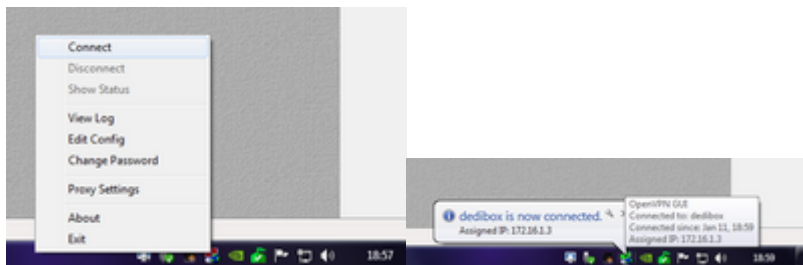 Connect
Disconnect
Show Status
View Log
Edit Config
Change Password
Proxy Settings
About
Exit
18:57
dedibox is now connected.
Assigned IP: 172.16.1.3
OpenVPN GUI
Connected to: dedibox
Connected since: Jan 11, 18:59
Assigned IP: 172.16.1.3
18:59